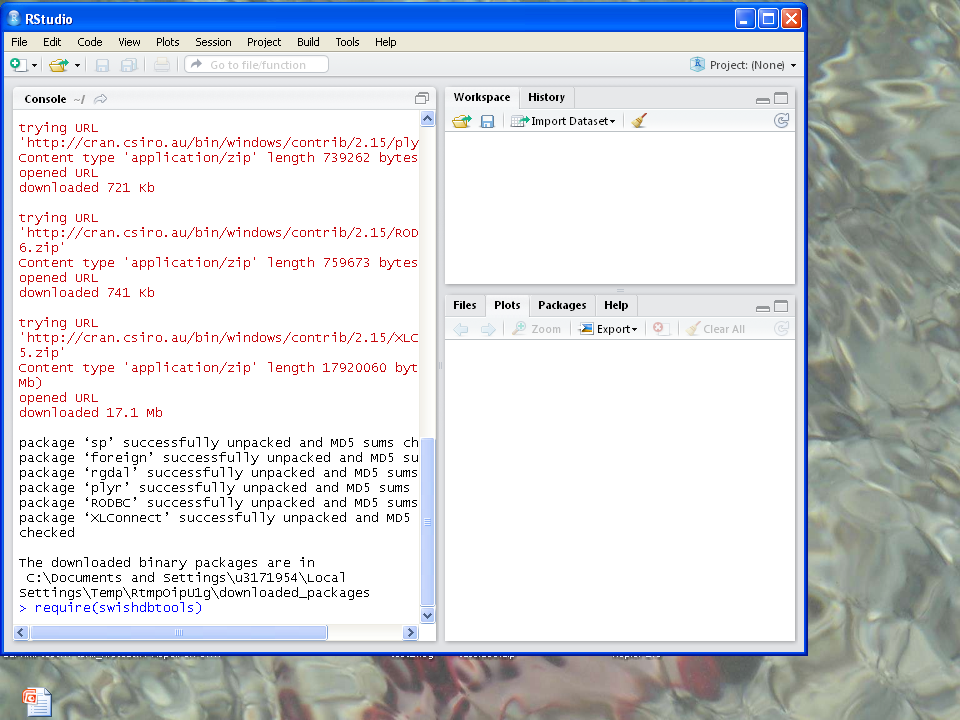 RStudio
File Edit Code View Plots Session Project Build Tools Help
Go to file/function
Project: (None)
Console ~/
Workspace History
Import Dataset
trying URL
'http://cran.csiro.au/bin/windows/contrib/2.15/ply
Content type 'application/zip' length 739262 bytes
opened URL
downloaded 721 Kb
trying URL
'http://cran.csiro.au/bin/windows/contrib/2.15/ROD
6.zip'
Content type 'application/zip' length 759673 bytes
opened URL
downloaded 741 Kb
trying URL
'http://cran.csiro.au/bin/windows/contrib/2.15/XLC
5.zip'
Content type 'application/zip' length 17920060 byt
Mb)
opened URL
downloaded 17.1 Mb
package ‘sp’ successfully unpacked and MD5 sums ch
package ‘foreign’ successfully unpacked and MD5 su
package ‘rgdal’ successfully unpacked and MD5 sums
package ‘plyr’ successfully unpacked and MD5 sums
package ‘RODBC’ successfully unpacked and MD5 sums
package ‘XLConnect’ successfully unpacked and MD5
checked
The downloaded binary packages are in
C:\Documents and Settings\u3171954\Local
Settings\Temp\RtmpOipU1g\downloaded_packages
> require(swishdbtools)
Files Plots Packages Help
Zoom Export Clear All